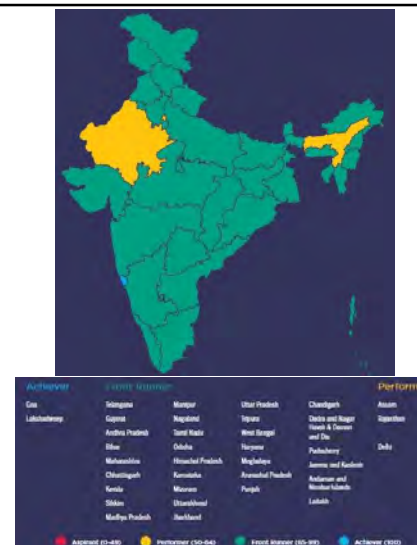 Achiever
Front Runner
Perform
Goa
Lakshadweep
Telangana
Gujarat
Andhra Pradesh
Bihar
Maharashtra
Chhattisgarh
Kerala
Sikkim
Madhya Pradesh
Manipur
Nagaland
Tamil Nadu
Odisha
Himachal Pradesh
Karnataka
Mizoram
Uttarakhand
Jharkhand
Uttar Pradesh
Tripura
West Bengal
Haryana
Meghalaya
Arunachal Pradesh
Punjab
Chandigarh
Dadra and Nagar
Haveli & Daman
and Diu
Puducherry
Jammu and Kashmir
Andaman and
Nicobar Islands
Ladakh
Assam
Rajasthan
Delhi
Aspirant (0-49)
Performer (50-64)
Front Runner (65-99)
Achiever (100)